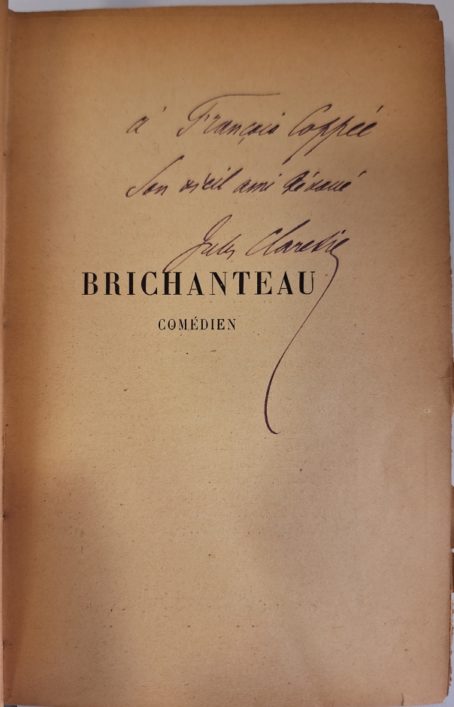 à François Coppée
Son vieil ami dévoué
Jules Claretie
BRICHANTEAU
COMÉDIEN